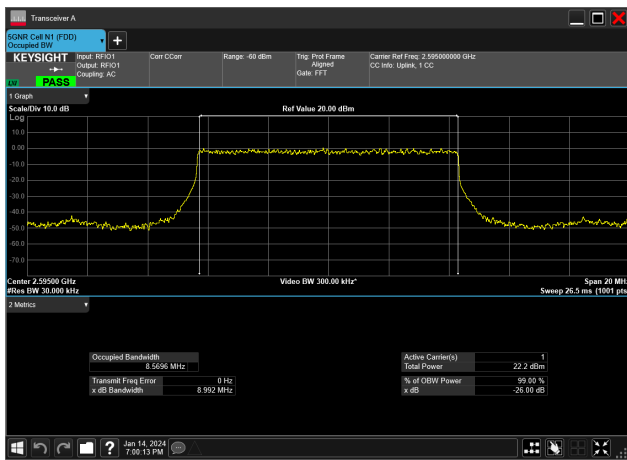 Transceiver A
5GNR Cell N1 (FDD)
Occupied BW
+
KEYSIGHT
LXI
PASS
Input: RFIO1
Output: RFIO1
Coupling: AC
Corr CCorr
Range: -60 dBm
Trig: Prot Frame
Aligned
Gate: FFT
Carrier Ref Freq: 2.595000000 GHz
CC Info: Uplink, 1 CC
1 Graph
Scale/Div 10.0 dB
Ref Value 20.00 dBm
Log
10.0
0.00
-10.0
-20.0
-30.0
-40.0
-50.0
-60.0
-70.0
Center 2.59500 GHz
Video BW 300.00 kHz*
Span 20 MHz
#Res BW 30.000 kHz
Sweep 26.5 ms (1001 pts
2 Metrics
Occupied Bandwidth
8.5696 MHz
Transmit Freq Error 0 Hz
x dB Bandwidth 8.992 MHz
Active Carrier(s) 1
Total Power 22.2 dBm
% of OBW Power 99.00 %
x dB -26.00 dB
?
Jan 14, 2024
7:00:13 PM